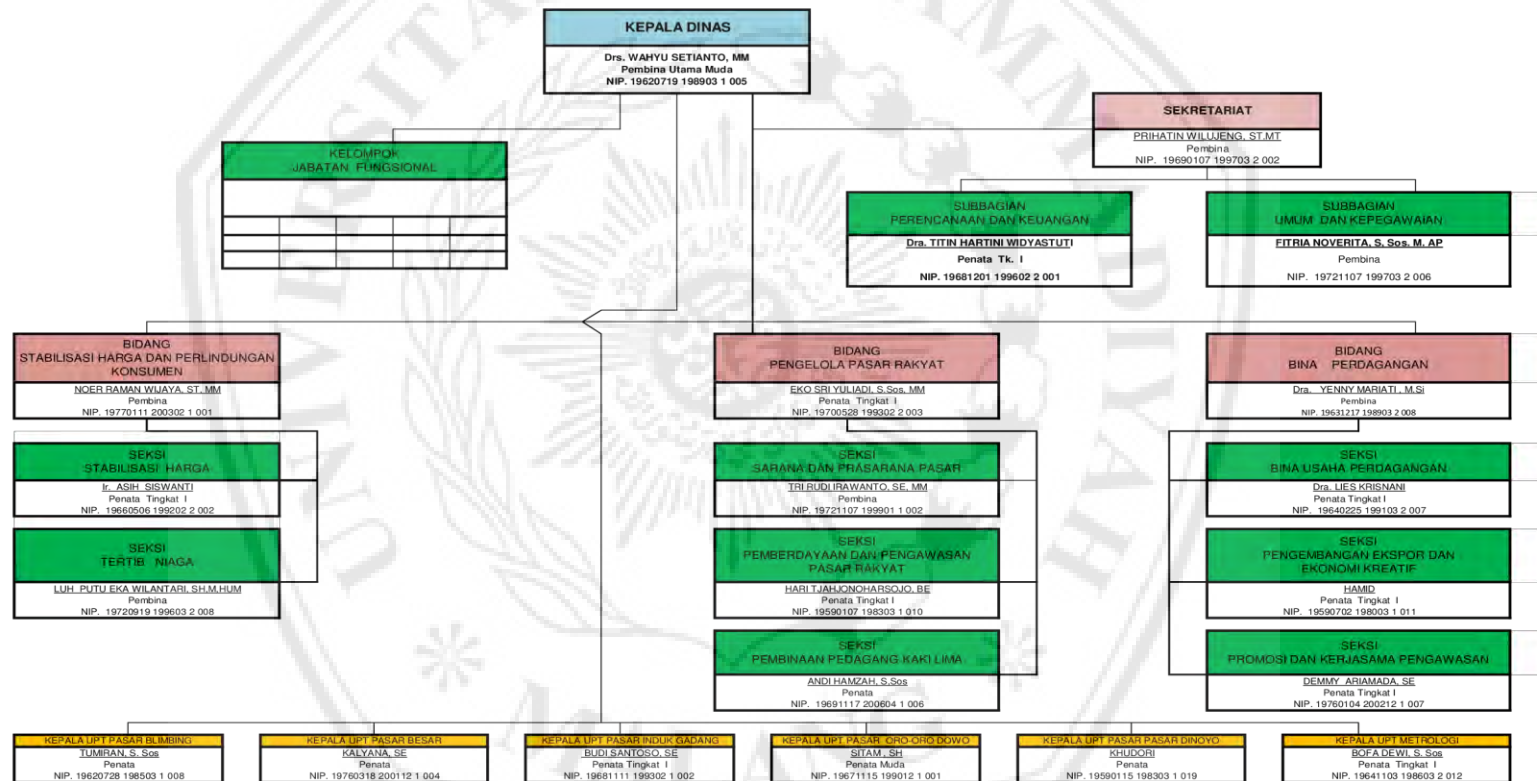 KEPALA DINAS
Drs. WAHYU SETIANTO, MM
Pembina Utama Muda
NIP. 19620719 198903 1 005
SEKRETARIAT
PRIHATIN WILUJENG, ST.MT
Pembina
NIP. 19690107 199703 2 002
KELOMPOK
JABATAN FUNGSIONAL
SUBBAGIAN
PERENCANAAN DAN KEUANGAN
Dra. TITIN HARTINI WIDYASTUTI
Penata Tk. I
NIP. 19681201 199602 2 001
SUBBAGIAN
UMUM DAN KEPEGAWAIAN
FITRIA NOVERITA, S. Sos. M. AP
Pembina
NIP. 19721107 199703 2 006
BIDANG
STABILISASI HARGA DAN PERLINDUNGAN
KONSUMEN
NOER RAMAN WIJAYA, ST, MM
Pembina
NIP. 19770111 200302 1 001
BIDANG
PENGELOLA PASAR RAKYAT
EKO SRI YULIADI, S.Sos, MM
Penata Tingkat I
NIP. 19700528 199302 2 003
BIDANG
BINA PERDAGANGAN
Dra. YENNY MARIATI , M.Si
Pembina
NIP. 19631217 198903 2 008
SEKSI
STABILISASI HARGA
Ir. ASIH SISWANTI
Penata Tingkat I
NIP. 19660506 199202 2 002
SEKSI
TERTIB NIAGA
LUH PUTU EKA WILANTARI, SH.M.HUM
Pembina
NIP. 19720919 199603 2 008
SEKSI
SARANA DAN PRASARANA PASAR
TRI RUDI IRAWANTO, SE, MM
Pembina
NIP. 19721107 199901 1 002
SEKSI
PEMBERDAYAAN DAN PENGAWASAN
PASAR RAKYAT
HARI TJAHJONOHARSOJO, BE
Penata Tingkat I
NIP. 19590107 198303 1 010
SEKSI
PEMBINAAN PEDAGANG KAKI LIMA
ANDI HAMZAH, S.Sos
Penata
NIP. 19691117 200604 1 006
SEKSI
BINA USAHA PERDAGANGAN
Dra. LIES KRISNANI
Penata Tingkat I
NIP. 19640225 199103 2 007
SEKSI
PENGEMBANGAN EKSPOR DAN
EKONOMI KREATIF
HAMID
Penata Tingkat I
NIP. 19590702 198003 1 011
SEKSI
PROMOSI DAN KERJASAMA PENGAWASAN
DEMMY ARIAMADA, SE
Penata Tingkat I
NIP. 19760104 200212 1 007
KEPALA UPT PASAR BLIMBING
TUMIRAN, S. Sos
Penata
NIP. 19620728 198503 1 008
KEPALA UPT PASAR BESAR
KALYANA, SE
Penata
NIP. 19760318 200112 1 004
KEPALA UPT PASAR INDUK GADANG
BUDI SANTOSO, SE
Penata Tingkat I
NIP. 19681111 199302 1 002
KEPALA UPT PASAR ORO-ORO DOWO
SITAM , SH
Penata Muda
NIP. 19671115 199012 1 001
KEPALA UPT PASAR PASAR DINOYO
KHUDORI
Penata
NIP. 19590115 198303 1 019
KEPALA UPT METROLOGI
BOFA DEWI, S. Sos
Penata Tingkat I
NIP. 19641103 198603 2 012
UNIVERSITAS MUHAMMADIYAH
MALANG